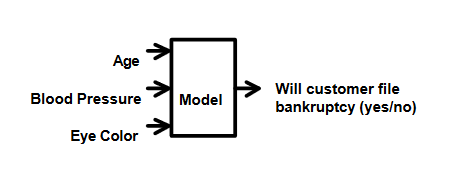 Age
Blood Pressure
Eye Color
Model
Will customer file
bankruptcy (yes/no)